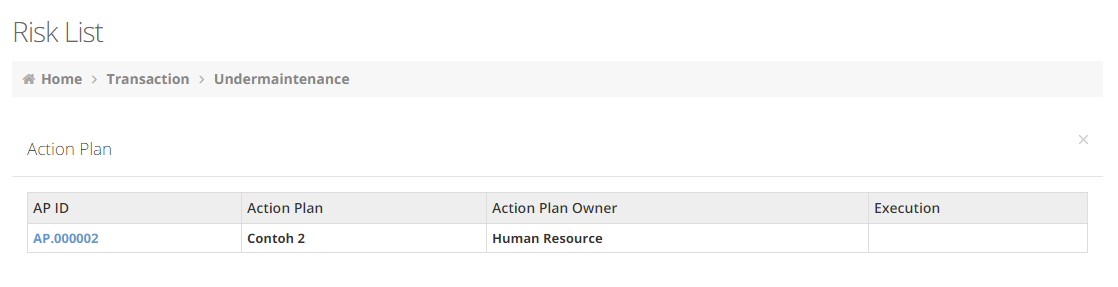 Risk List
Home > Transaction > Undermaintenance
Action Plan ×
AP ID Action Plan Action Plan Owner Execution
AP.000002 Contoh 2 Human Resource